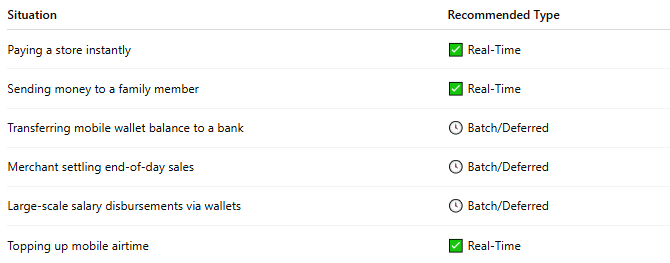 Situation Recommended Type
Paying a store instantly ✅ Real-Time
Sending money to a family member ✅ Real-Time
Transferring mobile wallet balance to a bank 🕒 Batch/Deferred
Merchant settling end-of-day sales 🕒 Batch/Deferred
Large-scale salary disbursements via wallets 🕒 Batch/Deferred
Topping up mobile airtime ✅ Real-Time